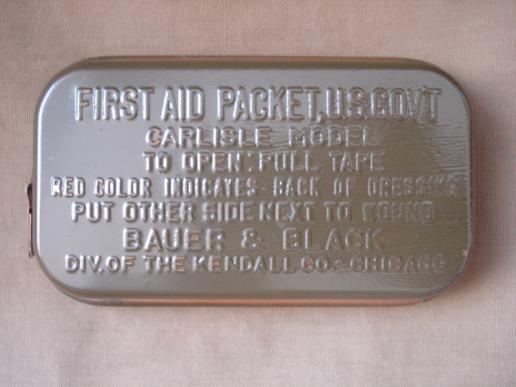 FIRST AID PACKET, U.S. GOV'T
CARLISLE MODEL
TO OPEN: PULL TAPE
RED COLOR INDICATES - BACK OF DRESSING
PUT OTHER SIDE NEXT TO WOUND
BAUER & BLACK
DIV. OF THE KENDALL CO. - CHICAGO